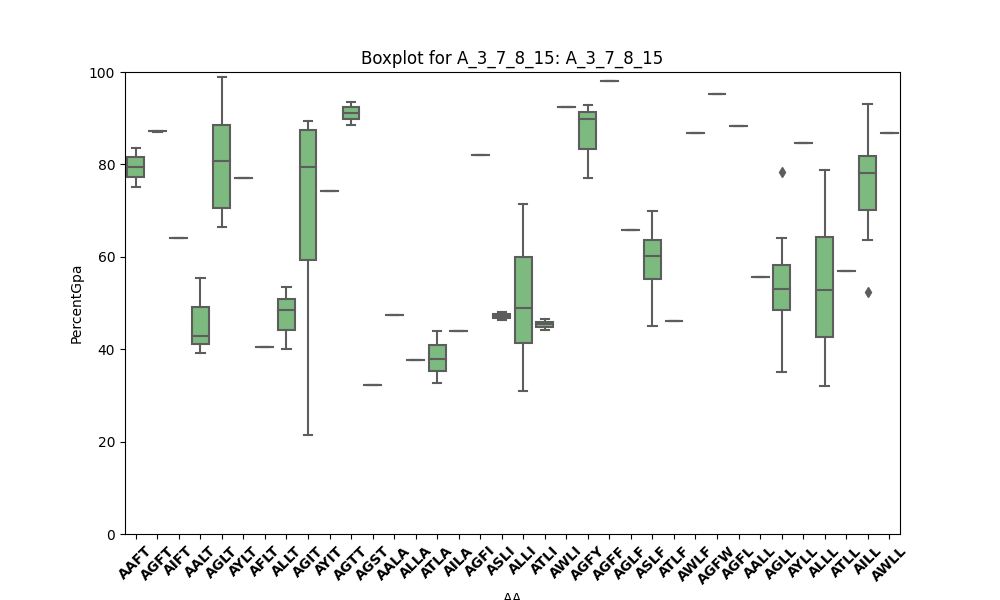 Boxplot for A_3_7_8_15: A_3_7_8_15
100
80
60
40
20
0
PercentGpa
AAFT AGFT AIFT AALT AGLT AYLT AFLT ALLT AGIT AYIT AGTT AGST AALA ALLA ATLA AILA AGFI ASLI ALLI ATLI AWLI AGFY AGFF AGLF ASLF ATLF AWLF AGFW AGFL AALL AGLL AYLL ALLL ATLL AILL AWLL
AA